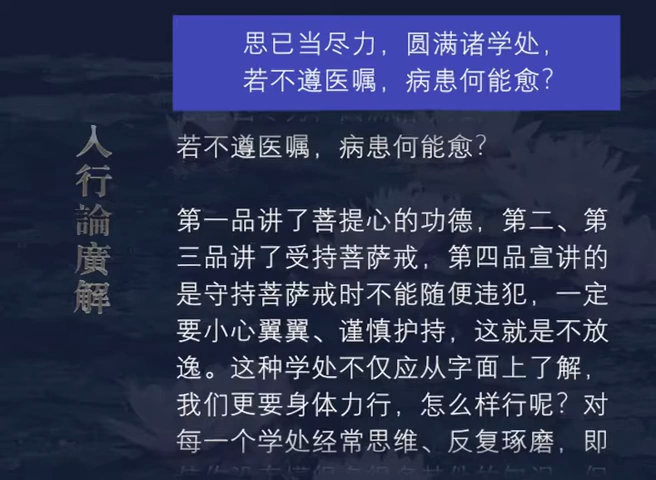 思已当尽力，圆满诸学处，
若不遵医嘱，病患何能愈？
若不遵医嘱，病患何能愈？
入行論廣解
第一品讲了菩提心的功德，第二、第
三品讲了受持菩萨戒，第四品宣讲的
是守持菩萨戒时不能随便违犯，一定
要小心翼翼、谨慎护持，这就是不放
逸。这种学处不仅应从字面上了解，
我们更要身体力行，怎么样行呢？对
每一个学处经常思维、反复琢磨，即